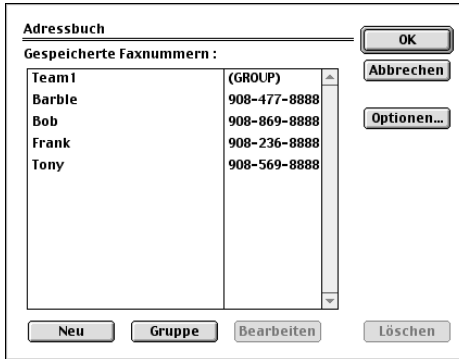 Adressbuch
OK
Gespeicherte Faxnummern :
Abbrechen
Team1 (GROUP)
Barble 908-477-8888
Bob 908-869-8888
Optionen...
Frank 908-236-8888
Tony 908-569-8888
Neu Gruppe Bearbeiten Löschen